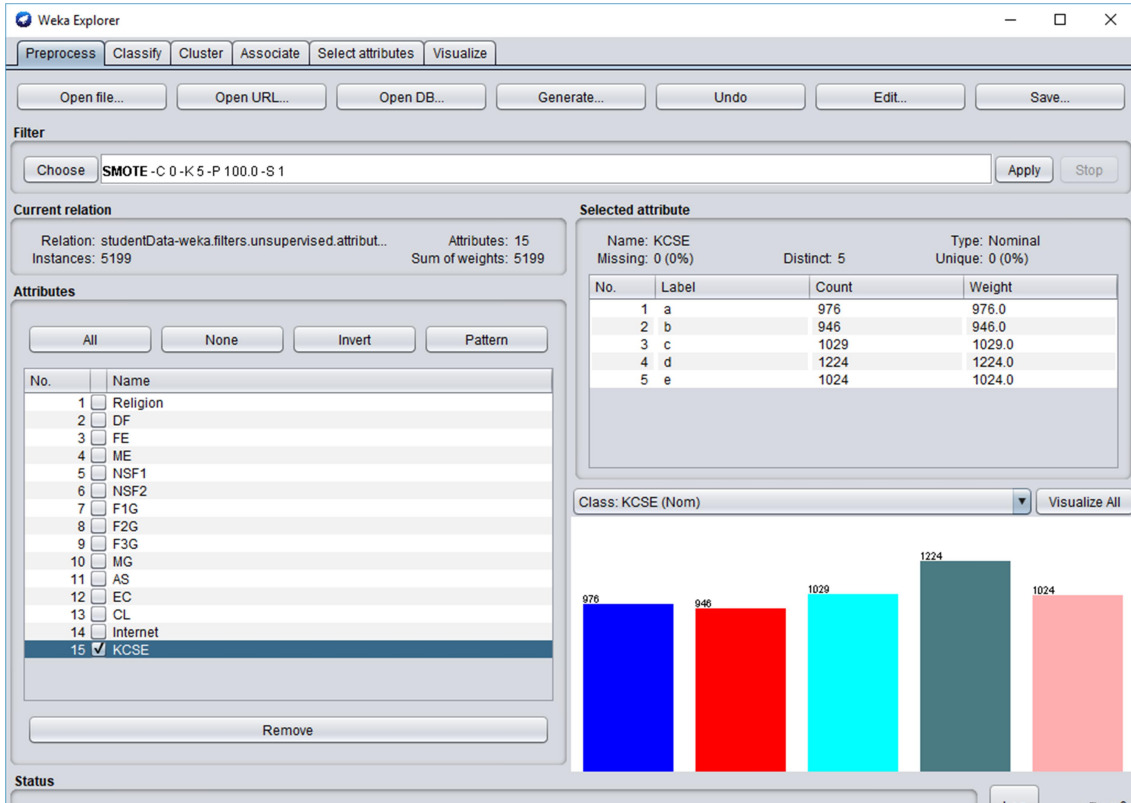 Weka Explorer
Preprocess Classify Cluster Associate Select attributes Visualize
Open file... Open URL... Open DB... Generate... Undo Edit... Save...
Filter
Choose SMOTE -C 0 -K 5 -P 100.0 -S 1 Apply Stop
Current relation
Relation: studentData-weka.filters.unsupervised.attribut... Attributes: 15
Instances: 5199 Sum of weights: 5199
Attributes
All None Invert Pattern
No. Name
1 Religion
2 DF
3 FE
4 ME
5 NSF1
6 NSF2
7 F1G
8 F2G
9 F3G
10 MG
11 AS
12 EC
13 CL
14 Internet
15 KCSE
Remove
Selected attribute
Name: KCSE Type: Nominal
Missing: 0 (0%) Distinct: 5 Unique: 0 (0%)
No. Label Count Weight
1 a 976 976.0
2 b 946 946.0
3 c 1029 1029.0
4 d 1224 1224.0
5 e 1024 1024.0
Class: KCSE (Nom) Visualize All
976 946 1029 1224 1024
Status